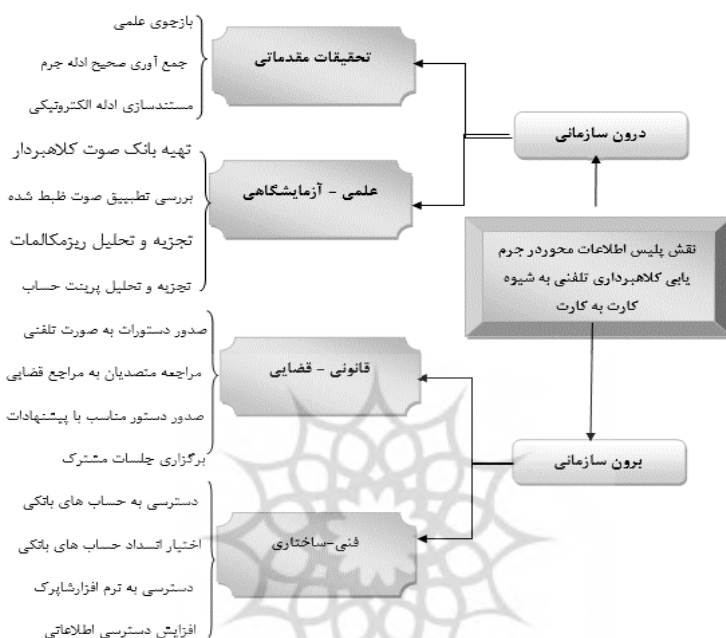 نقش پلیس اطلاعات محوردر جرم
یابی کلاهبرداری تلفنی به شیوه
کارت به کارت
درون سازمانی
تحقیقات مقدماتی
بازجوی علمی
جمع آوری صحیح ادله جرم
مستندسازی ادله الکترونیکی
علمی - آزمایشگاهی
تهیه بانک صوت کلاهبردار
بررسی تطبییق صوت ظبط شده
تجزیه و تحلیل ریزمکالمات
تجزیه و تحلیل پرینت حساب
برون سازمانی
قانونی - قضایی
صدور دستورات به صورت تلفنی
مراجعه متصدیان به مراجع قضایی
صدور دستور مناسب با پیشنهادات
برگزاری جلسات مشترک
فنی-ساختاری
دسترسی به حساب های بانکی
اختیار انسداد حساب های بانکی
دسترسی به نرم افزارشاپرک
افزایش دسترسی اطلاعاتی